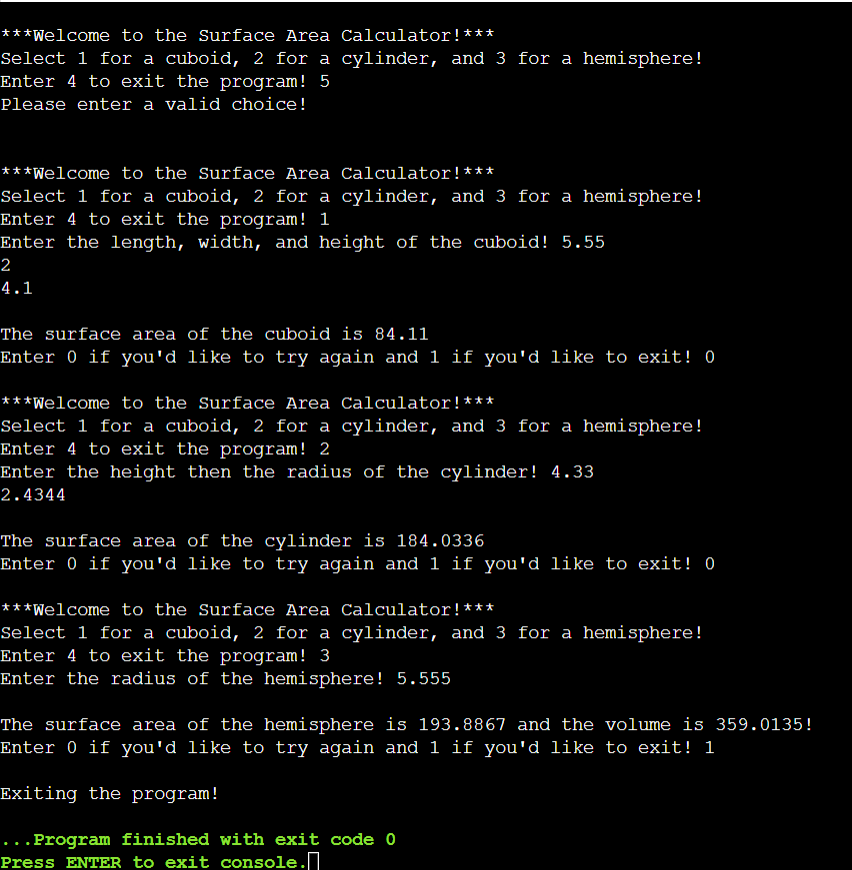 ***Welcome to the Surface Area Calculator!***
Select 1 for a cuboid, 2 for a cylinder, and 3 for a hemisphere!
Enter 4 to exit the program! 5
Please enter a valid choice!
***Welcome to the Surface Area Calculator!***
Select 1 for a cuboid, 2 for a cylinder, and 3 for a hemisphere!
Enter 4 to exit the program! 1
Enter the length, width, and height of the cuboid! 5.55
2
4.1
The surface area of the cuboid is 84.11
Enter 0 if you'd like to try again and 1 if you'd like to exit! 0
***Welcome to the Surface Area Calculator!***
Select 1 for a cuboid, 2 for a cylinder, and 3 for a hemisphere!
Enter 4 to exit the program! 2
Enter the height then the radius of the cylinder! 4.33
2.4344
The surface area of the cylinder is 184.0336
Enter 0 if you'd like to try again and 1 if you'd like to exit! 0
***Welcome to the Surface Area Calculator!***
Select 1 for a cuboid, 2 for a cylinder, and 3 for a hemisphere!
Enter 4 to exit the program! 3
Enter the radius of the hemisphere! 5.555
The surface area of the hemisphere is 193.8867 and the volume is 359.0135!
Enter 0 if you'd like to try again and 1 if you'd like to exit! 1
Exiting the program!
...Program finished with exit code 0
Press ENTER to exit console.